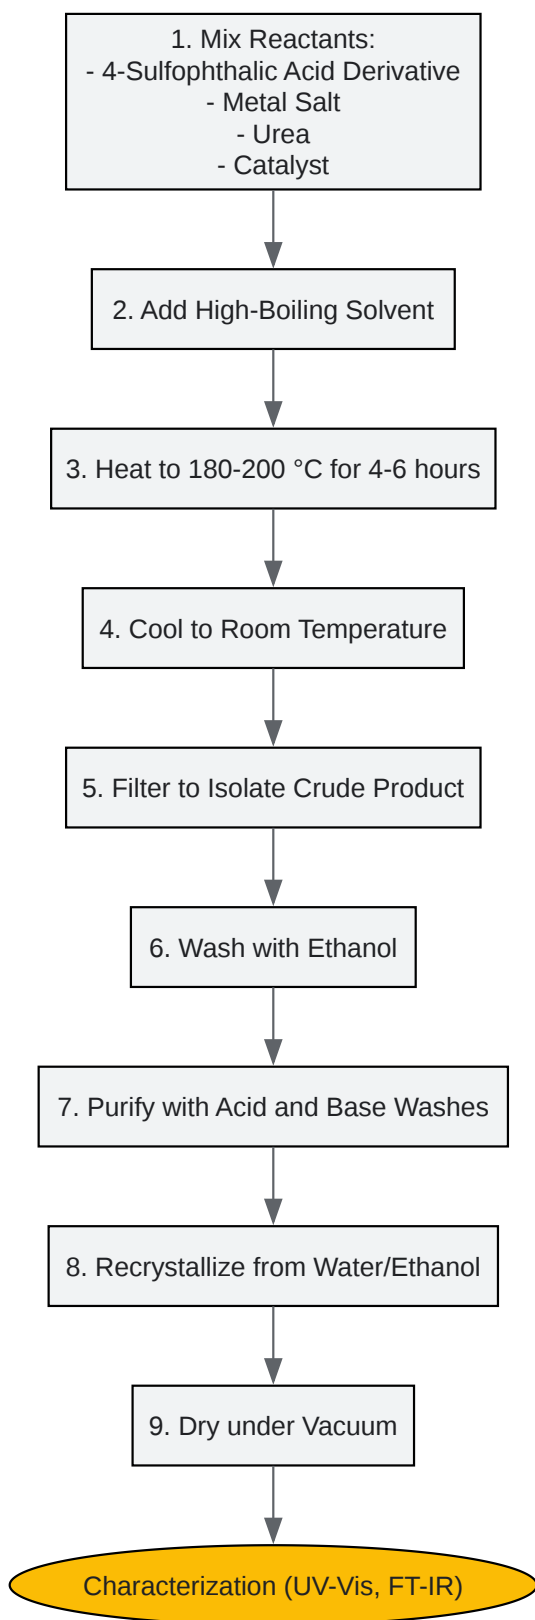 1. Mix Reactants:
- 4-Sulfophthalic Acid Derivative
- Metal Salt
- Urea
- Catalyst
2. Add High-Boiling Solvent
3. Heat to 180-200 °C for 4-6 hours
4. Cool to Room Temperature
5. Filter to Isolate Crude Product
6. Wash with Ethanol
7. Purify with Acid and Base Washes
8. Recrystallize from Water/Ethanol
9. Dry under Vacuum
Characterization (UV-Vis, FT-IR)